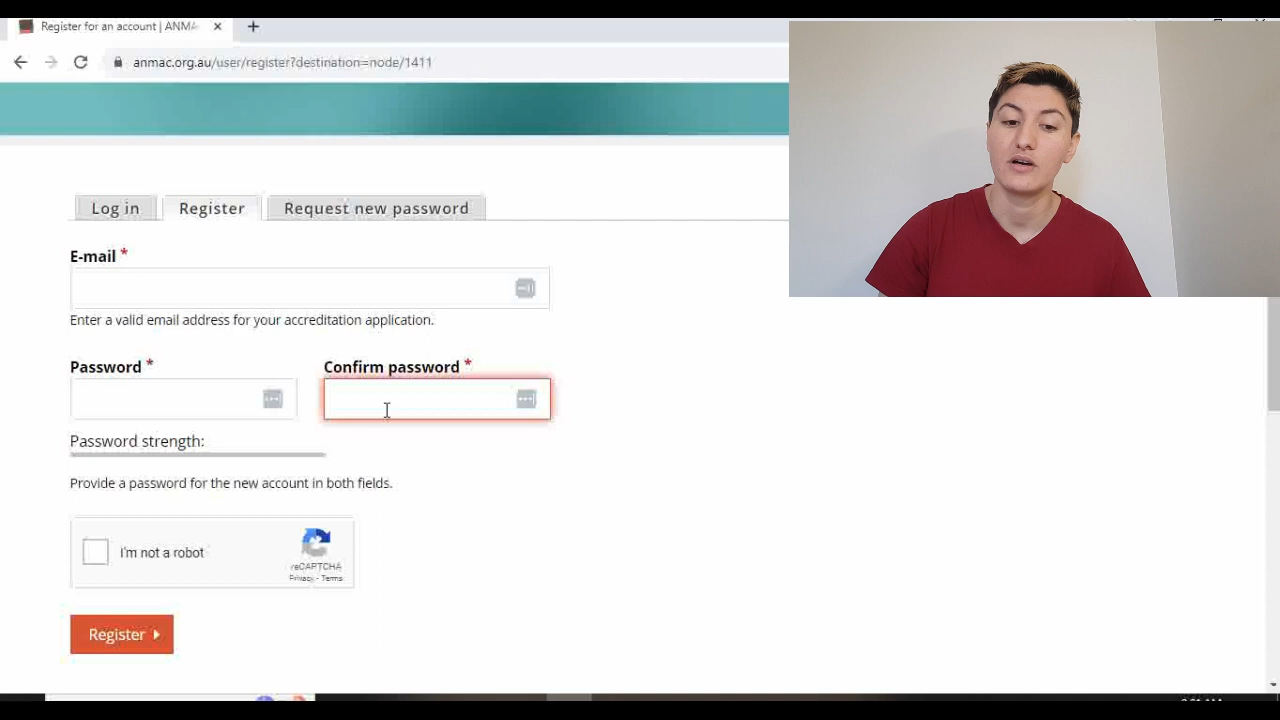 Register for an account | ANMA
anmac.org.au/user/register?destination=node/1411
Log in
Register
Request new password
E-mail *
Enter a valid email address for your accreditation application.
Password *
Confirm password *
Password strength:
Provide a password for the new account in both fields.
I'm not a robot
reCAPTCHA
Privacy - Terms
Register